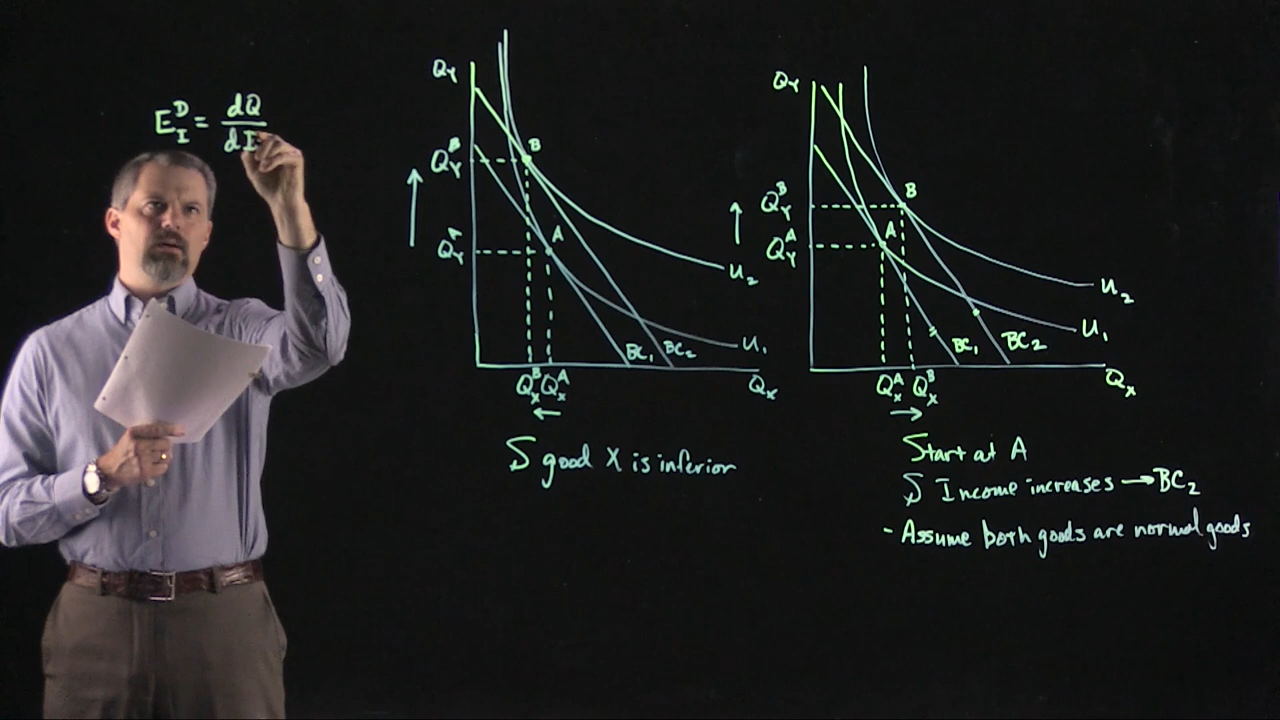 E^D_I = dQ/dI
Q_Y
Q_Y^B
Q_Y^A
B
A
U_2
U_1
BC_1 BC_2
Q_X^B Q_X^A
Q_X
←
S good X is inferior
Q_Y
Q_Y^B
Q_Y^A
B
A
U_2
U_1
BC_1 BC_2
Q_X^A Q_X^B
Q_X
→
Start at A
S Income increases → BC_2
- Assume both goods are normal goods